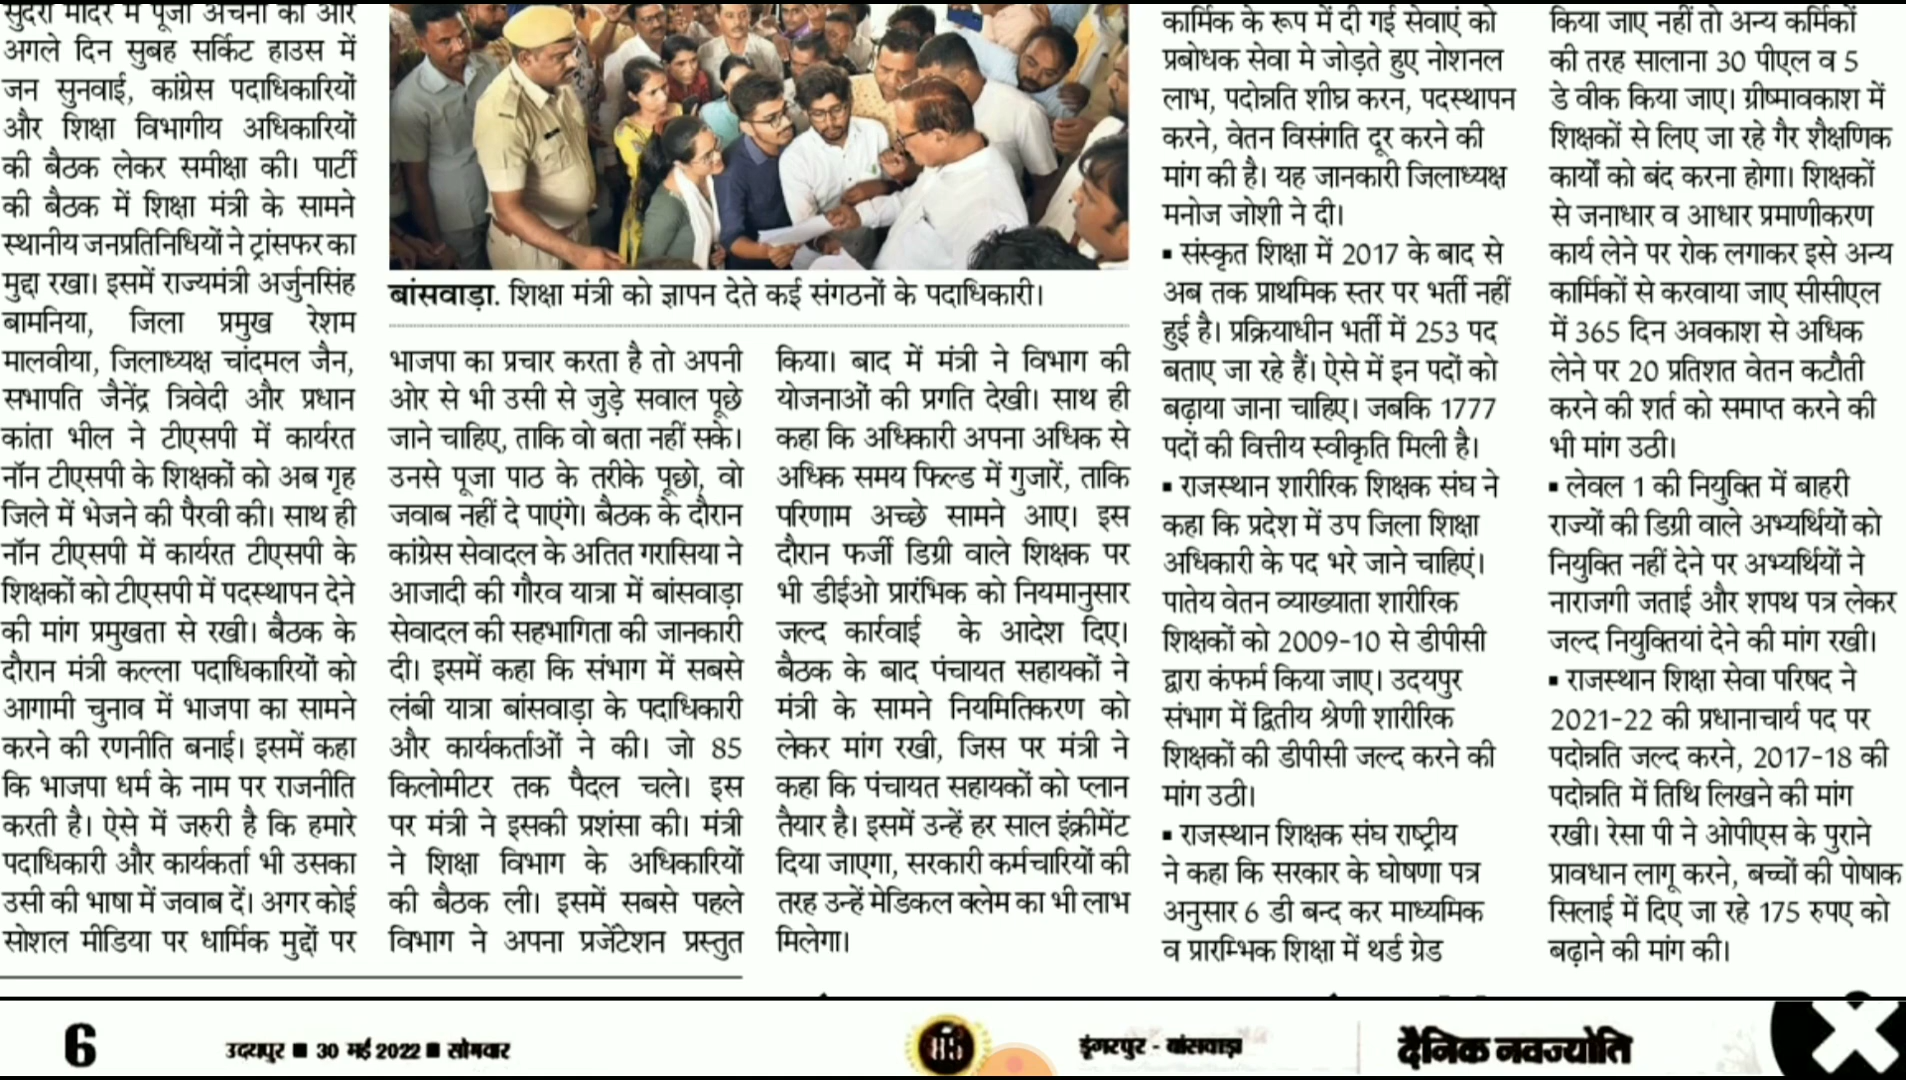 सुंदरी मंदिर में पूजा अर्चना की और
अगले दिन सुबह सर्किट हाउस में
जन सुनवाई, कांग्रेस पदाधिकारियों
और शिक्षा विभागीय अधिकारियों
की बैठक लेकर समीक्षा की। पार्टी
की बैठक में शिक्षा मंत्री के सामने
स्थानीय जनप्रतिनिधियों ने ट्रांसफर का
मुद्दा रखा। इसमें राज्यमंत्री अर्जुनसिंह
बामनिया, जिला प्रमुख रेशम
मालवीया, जिलाध्यक्ष चांदमल जैन,
सभापति जैनेंद्र त्रिवेदी और प्रधान
कांता भील ने टीएसपी में कार्यरत
नॉन टीएसपी के शिक्षकों को अब गृह
जिले में भेजने की पैरवी की। साथ ही
नॉन टीएसपी में कार्यरत टीएसपी के
शिक्षकों को टीएसपी में पदस्थापन देने
की मांग प्रमुखता से रखी। बैठक के
दौरान मंत्री कल्ला पदाधिकारियों को
आगामी चुनाव में भाजपा का सामने
करने की रणनीति बनाई। इसमें कहा
कि भाजपा धर्म के नाम पर राजनीति
करती है। ऐसे में जरुरी है कि हमारे
पदाधिकारी और कार्यकर्ता भी उसका
उसी की भाषा में जवाब दें। अगर कोई
सोशल मीडिया पर धार्मिक मुद्दों पर
बांसवाड़ा. शिक्षा मंत्री को ज्ञापन देते कई संगठनों के पदाधिकारी।
भाजपा का प्रचार करता है तो अपनी
ओर से भी उसी से जुड़े सवाल पूछे
जाने चाहिए, ताकि वो बता नहीं सके।
उनसे पूजा पाठ के तरीके पूछो, वो
जवाब नहीं दे पाएंगे। बैठक के दौरान
कांग्रेस सेवादल के अतित गरासिया ने
आजादी की गौरव यात्रा में बांसवाड़ा
सेवादल की सहभागिता की जानकारी
दी। इसमें कहा कि संभाग में सबसे
लंबी यात्रा बांसवाड़ा के पदाधिकारी
और कार्यकर्ताओं ने की। जो 85
किलोमीटर तक पैदल चले। इस
पर मंत्री ने इसकी प्रशंसा की। मंत्री
ने शिक्षा विभाग के अधिकारियों
की बैठक ली। इसमें सबसे पहले
विभाग ने अपना प्रजेंटेशन प्रस्तुत
किया। बाद में मंत्री ने विभाग की
योजनाओं की प्रगति देखी। साथ ही
कहा कि अधिकारी अपना अधिक से
अधिक समय फिल्ड में गुजारें, ताकि
परिणाम अच्छे सामने आए। इस
दौरान फर्जी डिग्री वाले शिक्षक पर
भी डीईओ प्रारंभिक को नियमानुसार
जल्द कार्रवाई के आदेश दिए।
बैठक के बाद पंचायत सहायकों ने
मंत्री के सामने नियमितिकरण को
लेकर मांग रखी, जिस पर मंत्री ने
कहा कि पंचायत सहायकों को प्लान
तैयार है। इसमें उन्हें हर साल इंक्रीमेंट
दिया जाएगा, सरकारी कर्मचारियों की
तरह उन्हें मेडिकल क्लेम का भी लाभ
मिलेगा।
कार्मिक के रूप में दी गई सेवाएं को
प्रबोधक सेवा मे जोड़ते हुए नोशनल
लाभ, पदोन्नति शीघ्र करन, पदस्थापन
करने, वेतन विसंगति दूर करने की
मांग की है। यह जानकारी जिलाध्यक्ष
मनोज जोशी ने दी।
▪ संस्कृत शिक्षा में 2017 के बाद से
अब तक प्राथमिक स्तर पर भर्ती नहीं
हुई है। प्रक्रियाधीन भर्ती में 253 पद
बताए जा रहे हैं। ऐसे में इन पदों को
बढ़ाया जाना चाहिए। जबकि 1777
पदों की वित्तीय स्वीकृति मिली है।
▪ राजस्थान शारीरिक शिक्षक संघ ने
कहा कि प्रदेश में उप जिला शिक्षा
अधिकारी के पद भरे जाने चाहिएं।
पातेय वेतन व्याख्याता शारीरिक
शिक्षकों को 2009-10 से डीपीसी
द्वारा कंफर्म किया जाए। उदयपुर
संभाग में द्वितीय श्रेणी शारीरिक
शिक्षकों की डीपीसी जल्द करने की
मांग उठी।
▪ राजस्थान शिक्षक संघ राष्ट्रीय
ने कहा कि सरकार के घोषणा पत्र
अनुसार 6 डी बन्द कर माध्यमिक
व प्रारम्भिक शिक्षा में थर्ड ग्रेड
किया जाए नहीं तो अन्य कर्मिकों
की तरह सालाना 30 पीएल व 5
डे वीक किया जाए। ग्रीष्मावकाश में
शिक्षकों से लिए जा रहे गैर शैक्षणिक
कार्यों को बंद करना होगा। शिक्षकों
से जनाधार व आधार प्रमाणीकरण
कार्य लेने पर रोक लगाकर इसे अन्य
कार्मिकों से करवाया जाए सीसीएल
में 365 दिन अवकाश से अधिक
लेने पर 20 प्रतिशत वेतन कटौती
करने की शर्त को समाप्त करने की
भी मांग उठी।
▪ लेवल 1 की नियुक्ति में बाहरी
राज्यों की डिग्री वाले अभ्यर्थियों को
नियुक्ति नहीं देने पर अभ्यर्थियों ने
नाराजगी जताई और शपथ पत्र लेकर
जल्द नियुक्तियां देने की मांग रखी।
▪ राजस्थान शिक्षा सेवा परिषद ने
2021-22 की प्रधानाचार्य पद पर
पदोन्नति जल्द करने, 2017-18 की
पदोन्नति में तिथि लिखने की मांग
रखी। रेसा पी ने ओपीएस के पुराने
प्रावधान लागू करने, बच्चों की पोषाक
सिलाई में दिए जा रहे 175 रुपए को
बढ़ाने की मांग की।
6
उदयपुर ■ 30 मई 2022 ■ सोमवार
डूंगरपुर - बांसवाड़ा
दैनिक नवज्योति